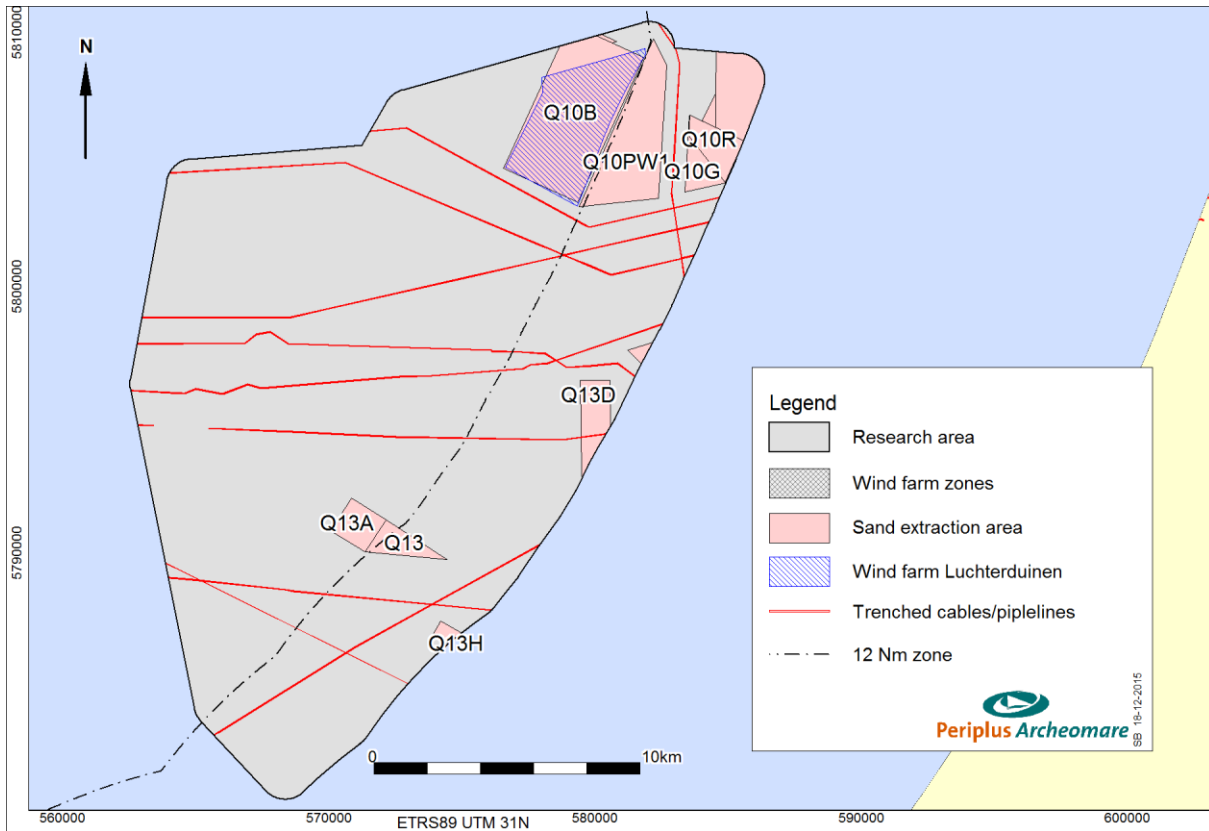 5810000
5800000
5790000
N
Q10B
Q10PW1
Q10R
Q10G
Q13D
Q13A
Q13
Q13H
Legend
Research area
Wind farm zones
Sand extraction area
Wind farm Luchterduinen
Trenched cables/piplelines
12 Nm zone
Periplus Archeomare
SB 18-12-2015
0 10km
560000 570000 580000 590000 600000
ETRS89 UTM 31N